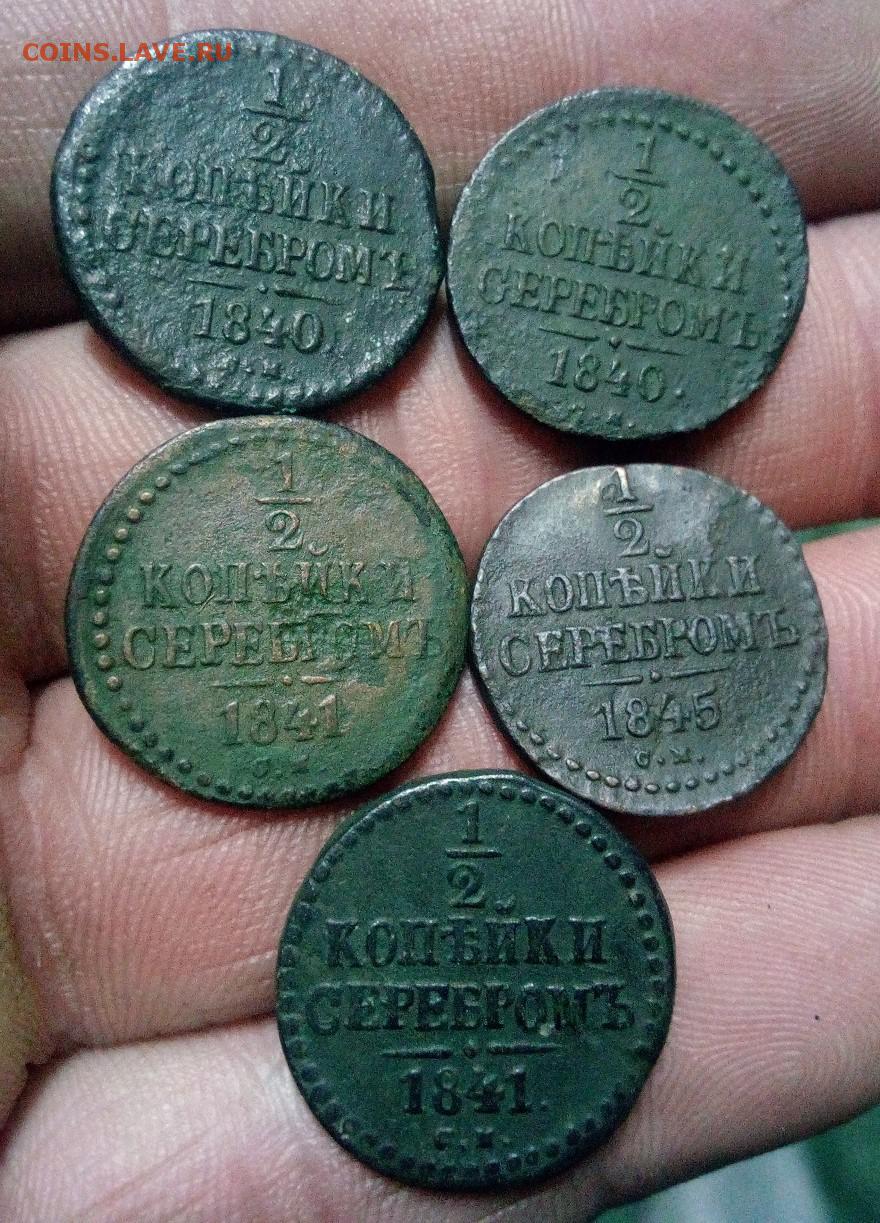 COINS.LAVE.RU
1
2
КОПѢЙКИ
СЕРЕБРОМЪ
1840.
С.М.
1
2
КОПѢЙКИ
СЕРЕБРОМЪ
1840.
С.М.
1
2
КОПѢЙКИ
СЕРЕБРОМЪ
1841
С.М.
1
2
КОПѢЙКИ
СЕРЕБРОМЪ
1845
С.М.
1
2
КОПѢЙКИ
СЕРЕБРОМЪ
1841.
С.М.